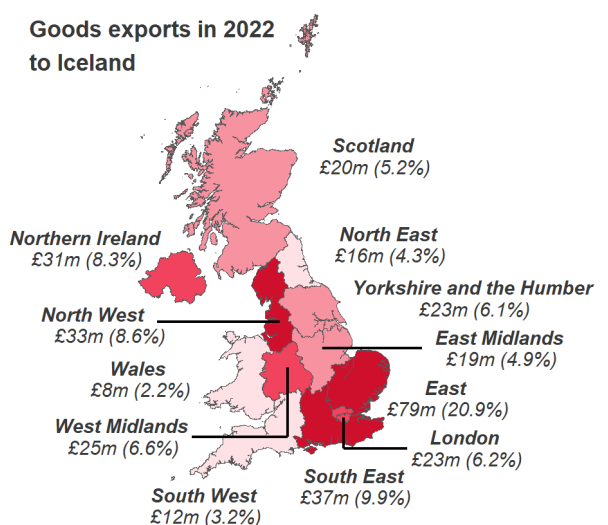 Goods exports in 2022
to Iceland
Scotland
£20m (5.2%)
Northern Ireland
£31m (8.3%)
North East
£16m (4.3%)
Yorkshire and the Humber
£23m (6.1%)
North West
£33m (8.6%)
East Midlands
£19m (4.9%)
Wales
£8m (2.2%)
East
£79m (20.9%)
West Midlands
£25m (6.6%)
London
£23m (6.2%)
South East
£37m (9.9%)
South West
£12m (3.2%)